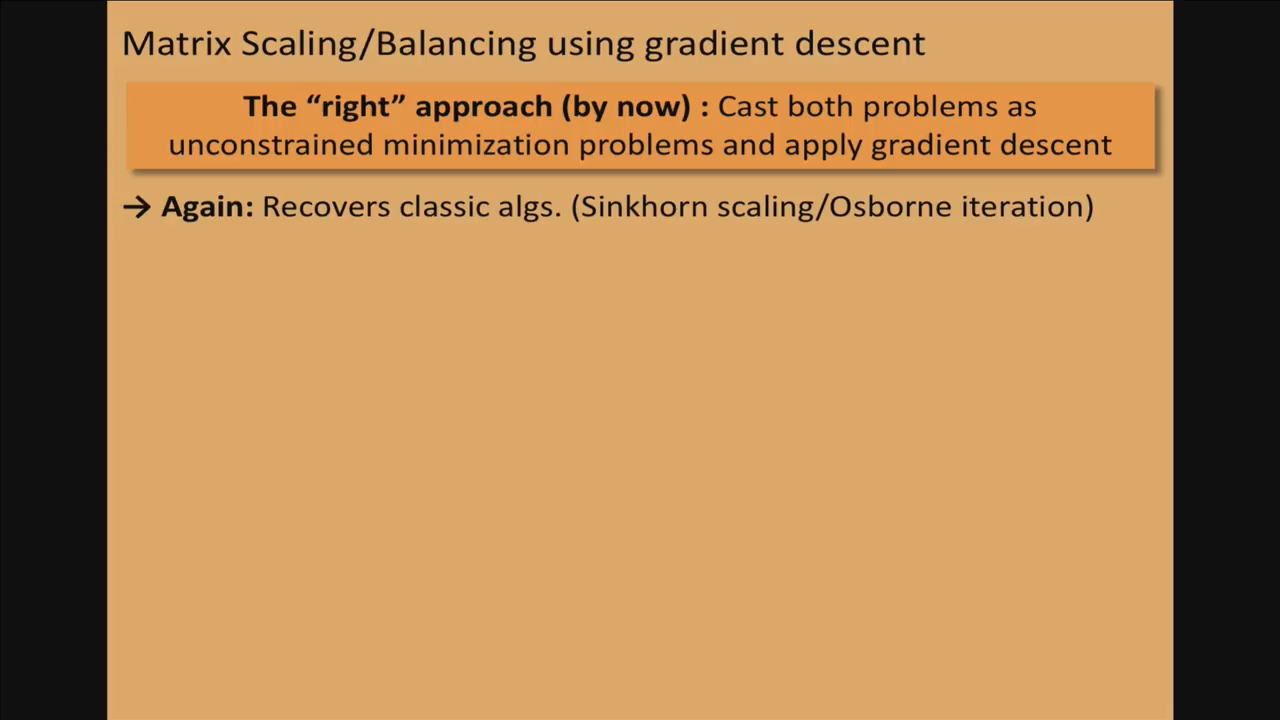 Matrix Scaling/Balancing using gradient descent
The “right” approach (by now) : Cast both problems as
unconstrained minimization problems and apply gradient descent
→ Again: Recovers classic algs. (Sinkhorn scaling/Osborne iteration)